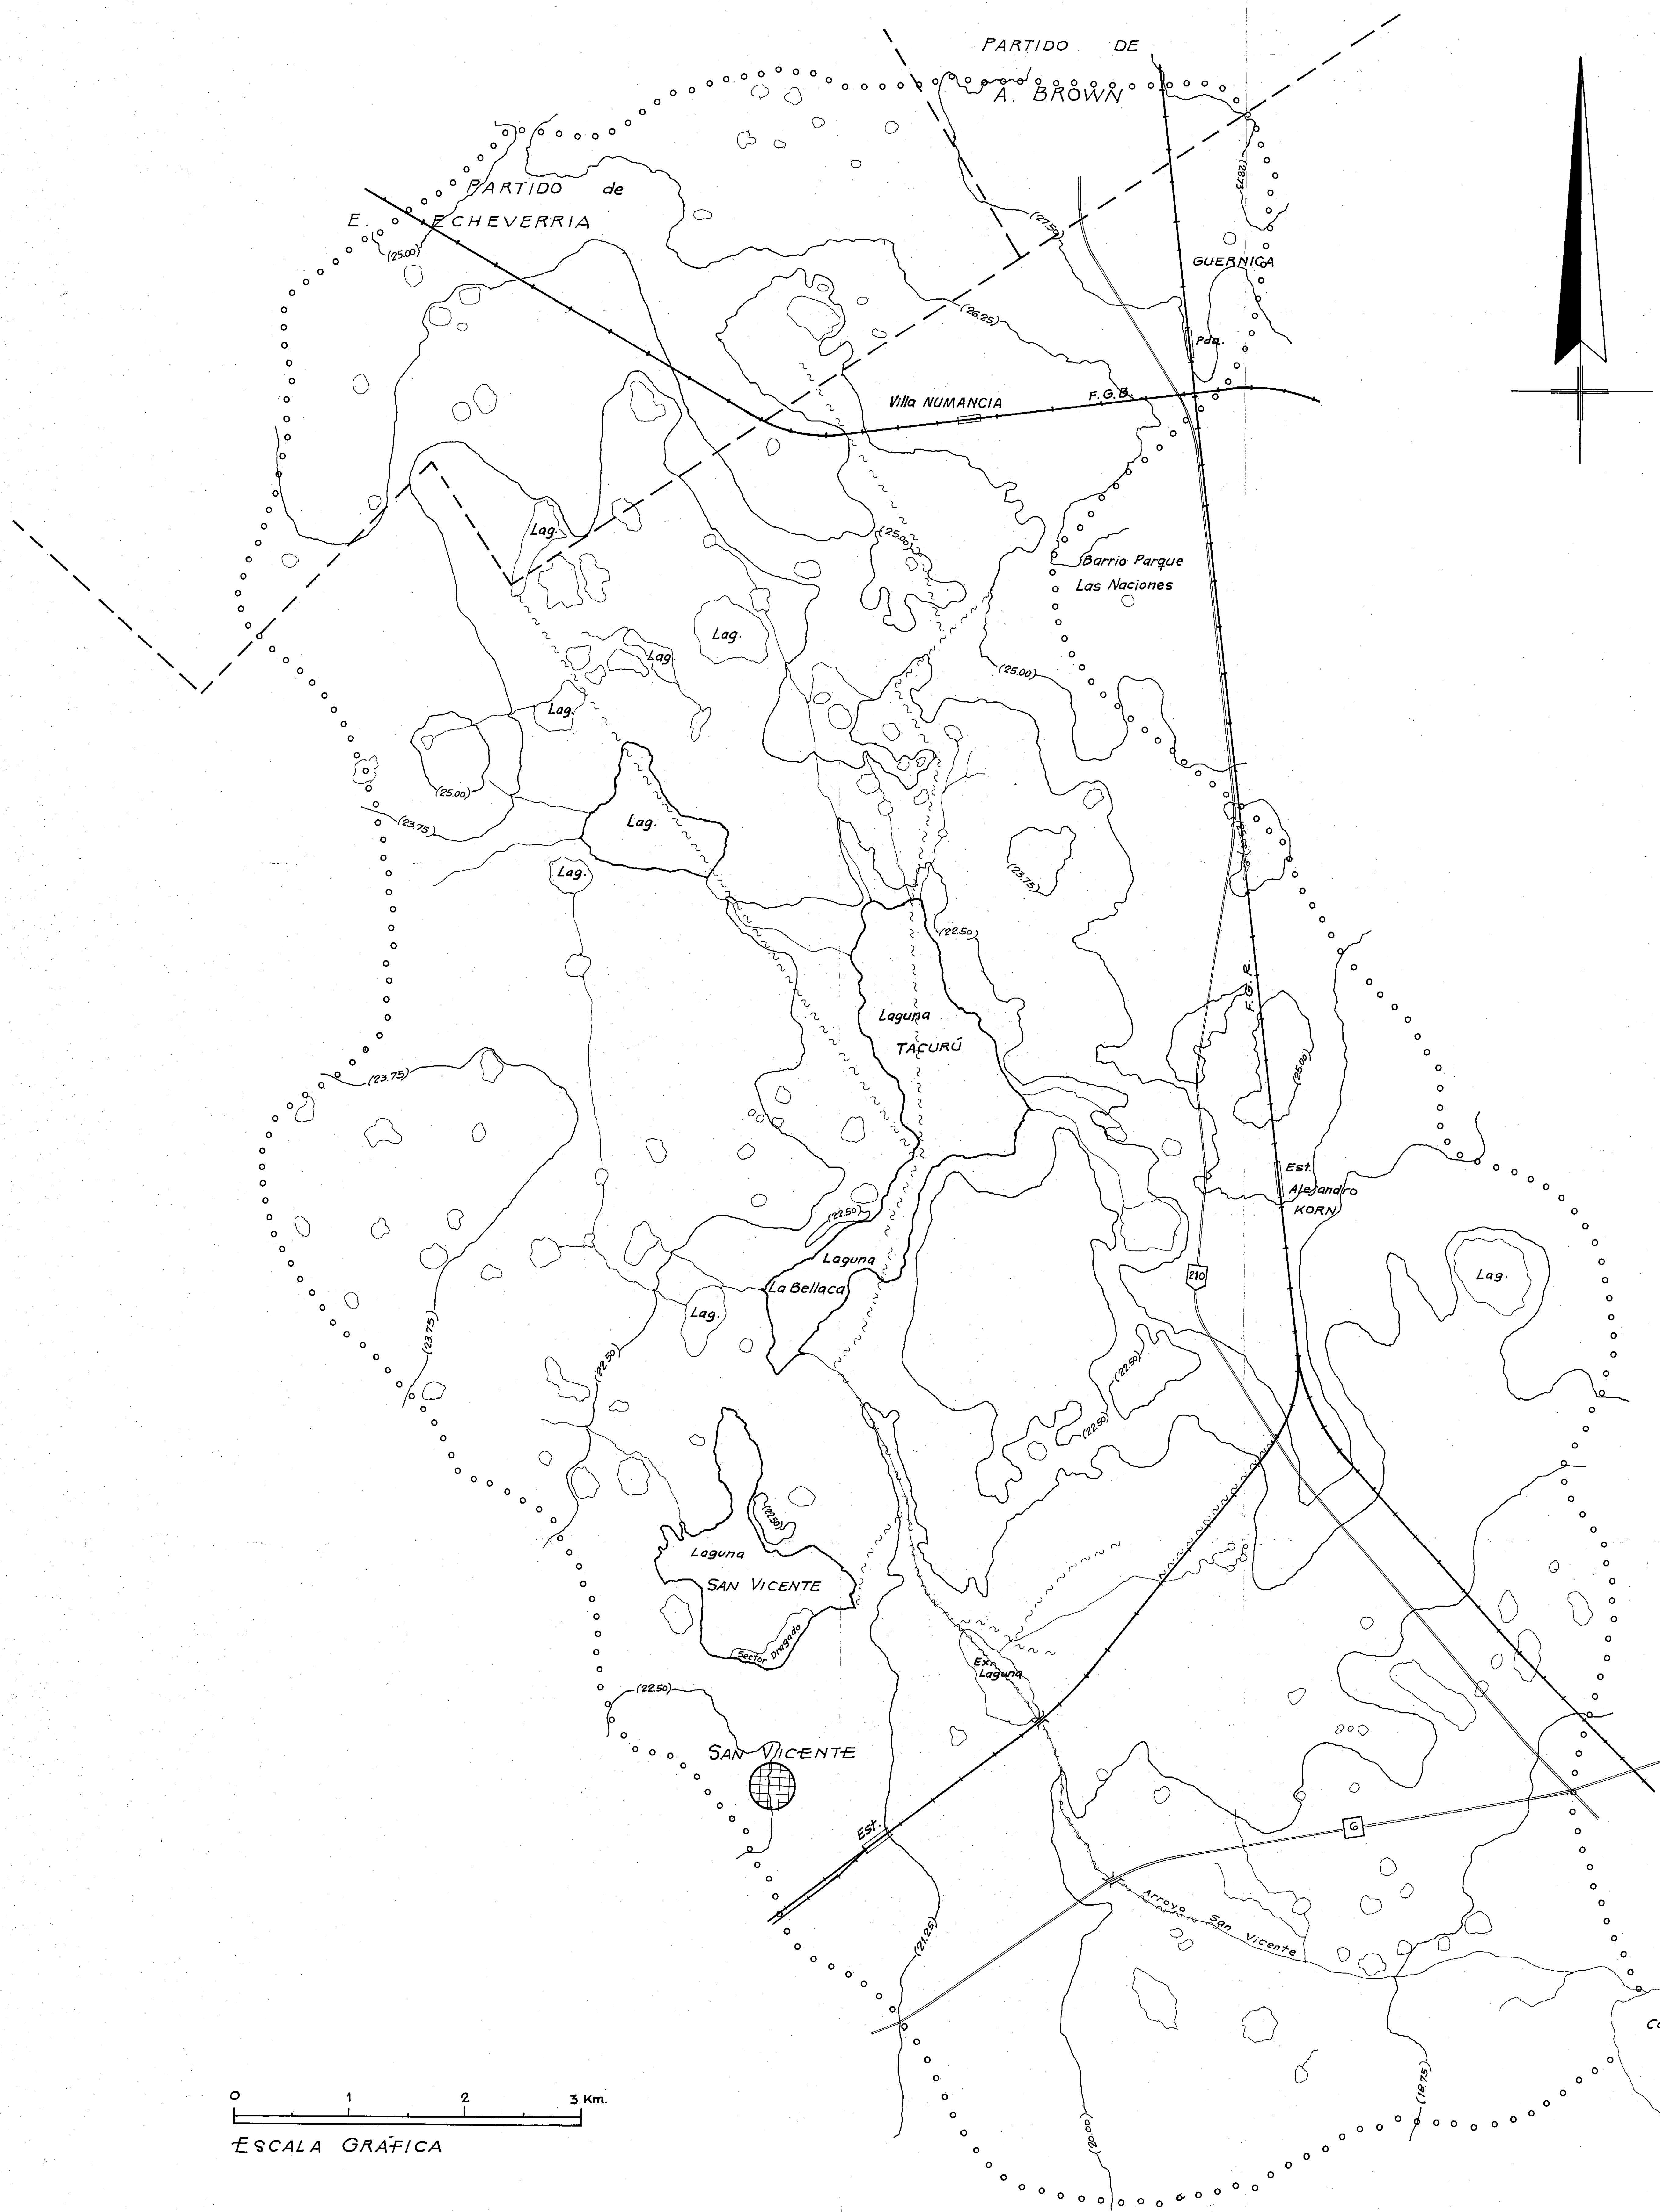 PARTIDO DE
A. BROWN
PARTIDO de
E. ECHEVERRIA
(25.00)
(28.73)
(27.50)
GUERNICA
(26.25)
Pda.
Villa NUMANCIA
F.G.B.
Lag.
(25.00)
Barrio Parque
Las Naciones
Lag.
Lag.
(25.00)
Lag.
(25.00)
(23.75)
Lag.
Lag.
(23.75)
(22.50)
F.G.R.
Laguna
TACURÚ
(25.00)
(23.75)
Est.
Alejandro
KORN
(22.50)
Laguna
La Bellaca
210
Lag.
Lag.
(23.75)
(22.50)
(22.50)
(22.50)
(22.50)
Laguna
SAN VICENTE
Sector Dragado
Ex.
Laguna
(22.50)
SAN VICENTE
Est.
6
Arroyo San Vicente
(21.25)
(18.75)
(20.00)
0 1 2 3 Km.
ESCALA GRÁFICA